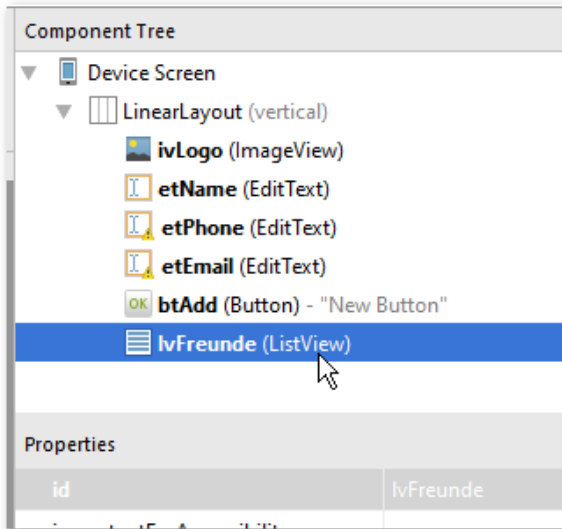 Component Tree
Device Screen
LinearLayout (vertical)
ivLogo (ImageView)
etName (EditText)
etPhone (EditText)
etEmail (EditText)
OK btAdd (Button) - "New Button"
lvFreunde (ListView)
Properties
id lvFreunde